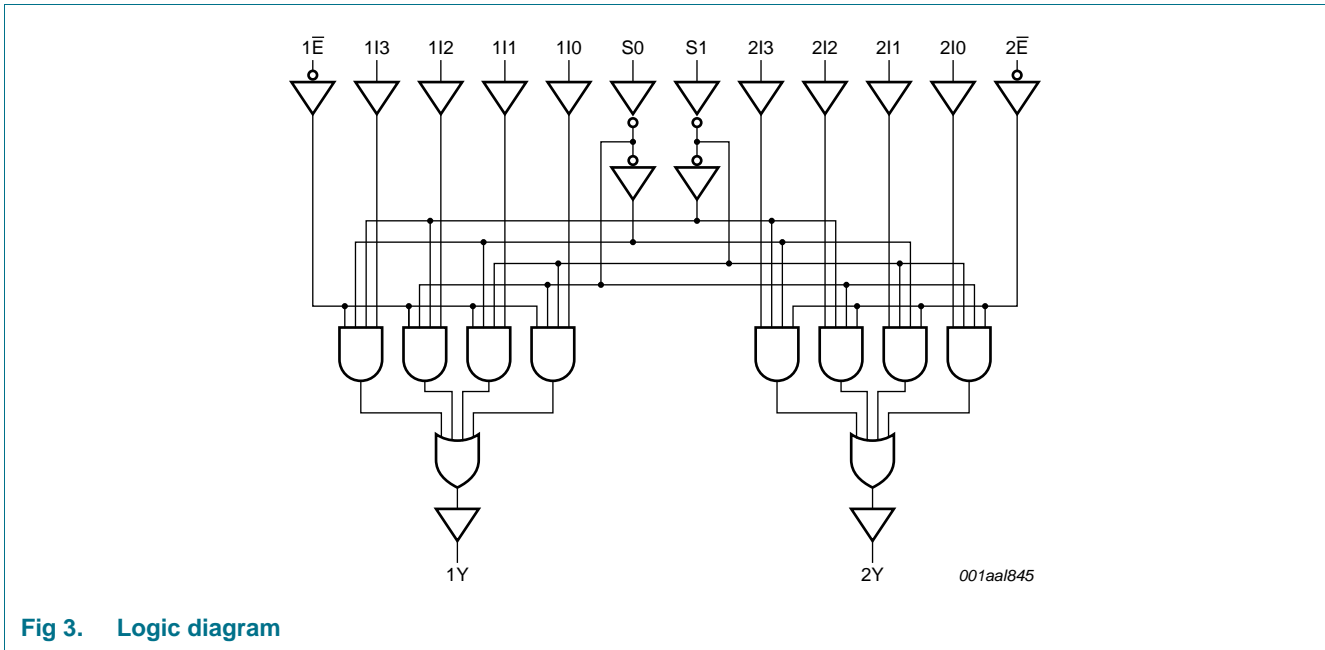 1E̅ 1I3 1I2 1I1 1I0 S0 S1 2I3 2I2 2I1 2I0 2E̅
1Y 2Y 001aal845
Fig 3. Logic diagram